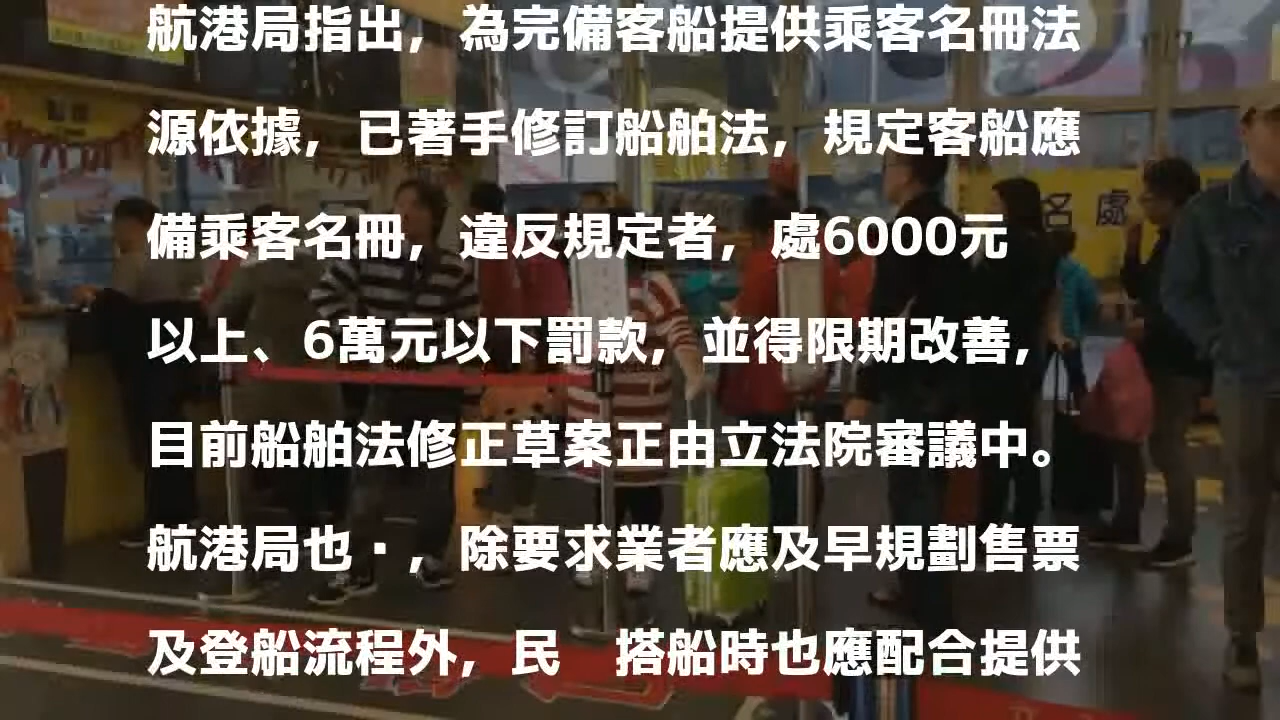 航港局指出，為完備客船提供乘客名冊法
源依據，已著手修訂船舶法，規定客船應
備乘客名冊，違反規定者，處6000元
以上、6萬元以下罰款，並得限期改善，
目前船舶法修正草案正由立法院審議中。
航港局也·，除要求業者應及早規劃售票
及登船流程外，民　搭船時也應配合提供
名處